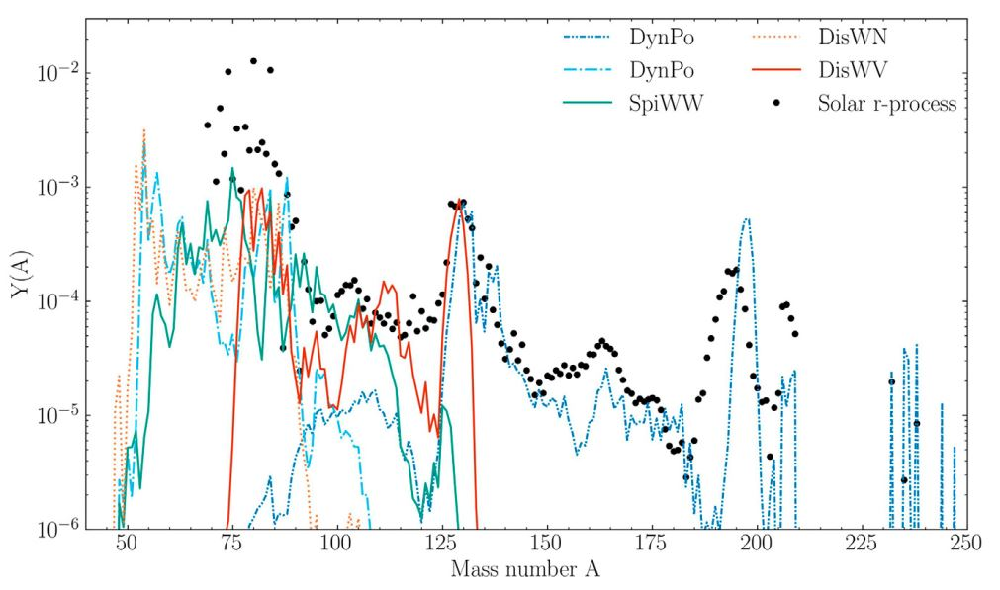 DynPo
DynPo
SpiWW
DisWN
DisWV
Solar r-process
Y(A)
10⁻²
10⁻³
10⁻⁴
10⁻⁵
10⁻⁶
50 75 100 125 150 175 200 225 250
Mass number A